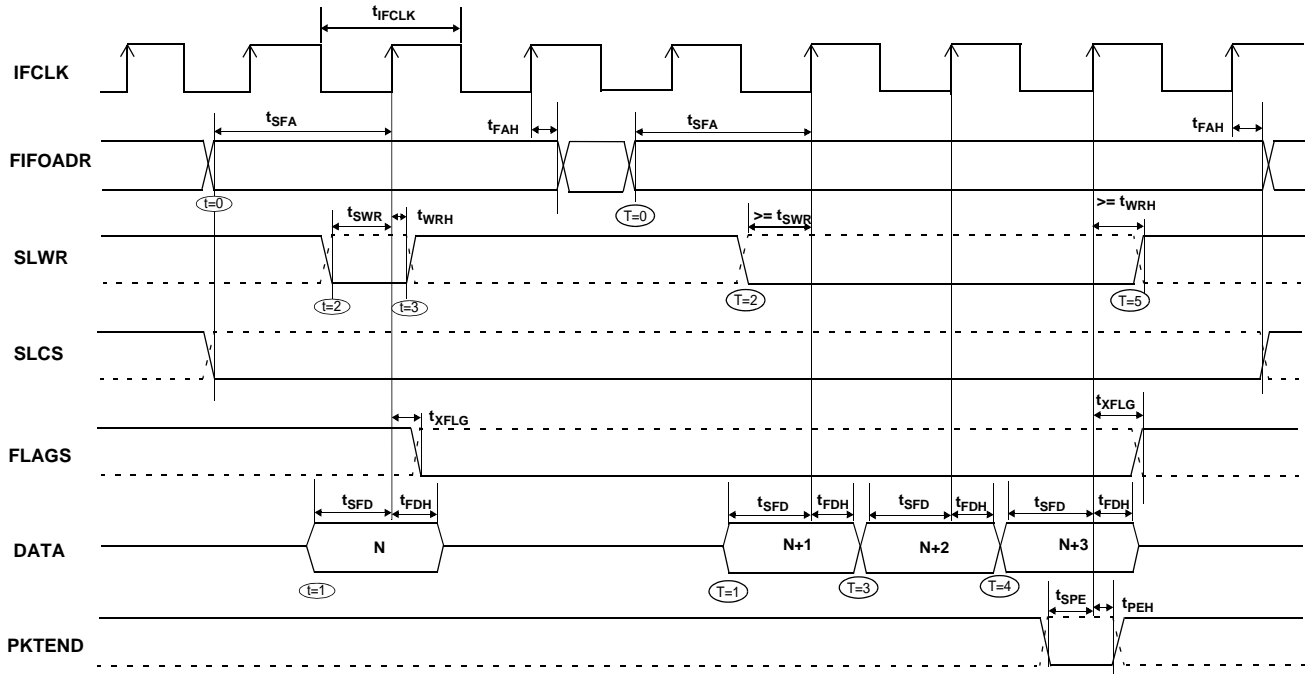 tIFCLK
IFCLK
tSFA
tFAH
tSFA
tFAH
FIFOADR
t=0
T=0
tSWR
tWRH
>= tSWR
>= tWRH
SLWR
t=2
t=3
T=2
T=5
SLCS
tXFLG
tXFLG
FLAGS
tSFD
tFDH
tSFD
tFDH
tSFD
tFDH
tSFD
tFDH
DATA
N
N+1
N+2
N+3
t=1
T=1
T=3
T=4
tSPE
tPEH
PKTEND